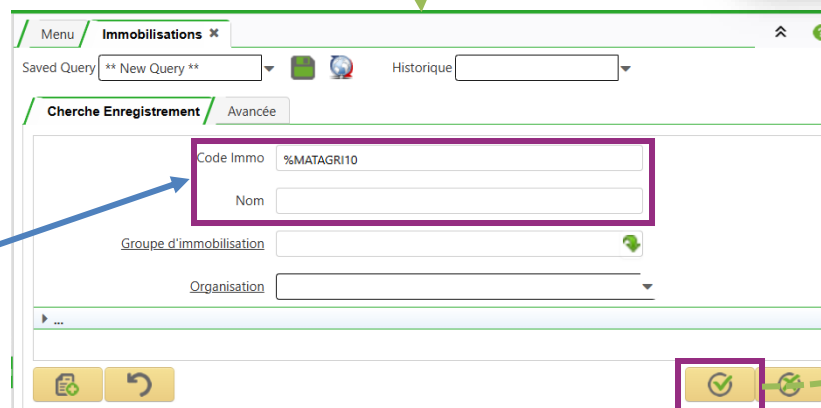 Menu Immobilisations ×
Saved Query ** New Query ** Historique
Cherche Enregistrement Avancée
Code Immo %MATAGRI10
Nom
Groupe d'immobilisation
Organisation
...